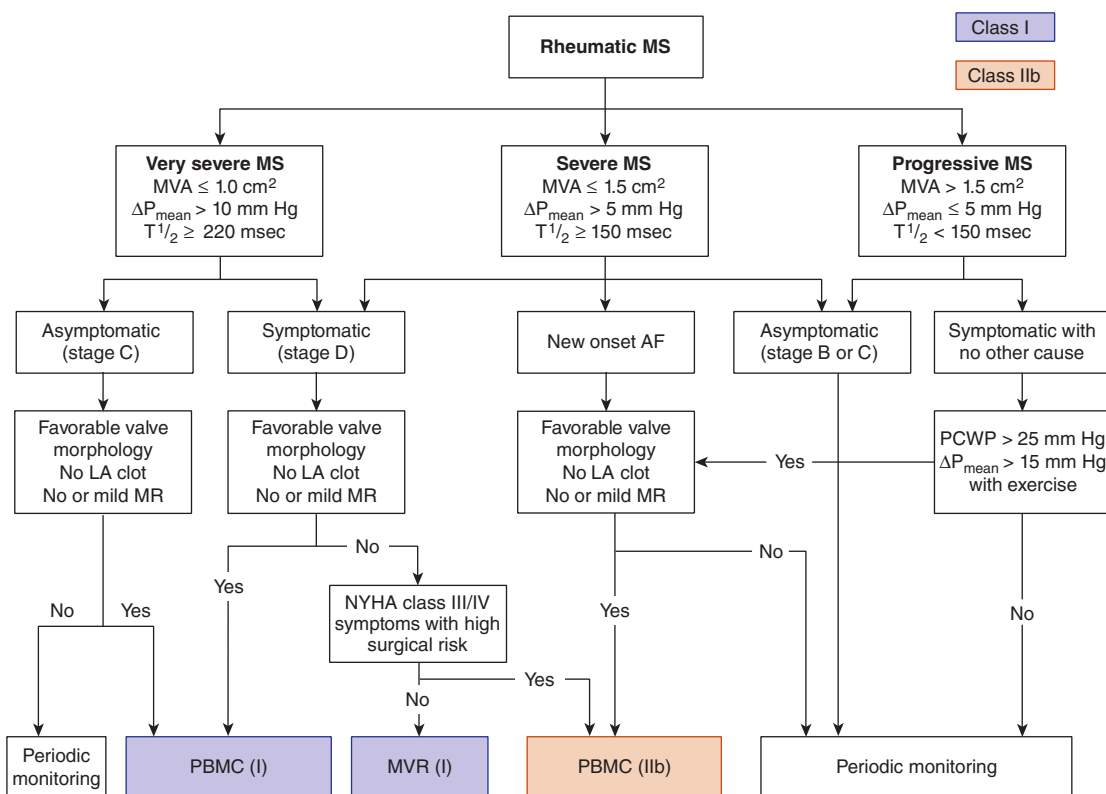 Rheumatic MS
Class I
Class IIb
Very severe MS
MVA ≤ 1.0 cm²
ΔPmean > 10 mm Hg
T1/2 ≥ 220 msec
Severe MS
MVA ≤ 1.5 cm²
ΔPmean > 5 mm Hg
T1/2 ≥ 150 msec
Progressive MS
MVA > 1.5 cm²
ΔPmean ≤ 5 mm Hg
T1/2 < 150 msec
Asymptomatic
(stage C)
Symptomatic
(stage D)
New onset AF
Asymptomatic
(stage B or C)
Symptomatic with
no other cause
Favorable valve
morphology
No LA clot
No or mild MR
Favorable valve
morphology
No LA clot
No or mild MR
Favorable valve
morphology
No LA clot
No or mild MR
Yes
PCWP > 25 mm Hg
ΔPmean > 15 mm Hg
with exercise
No
Yes
Yes
No
NYHA class III/IV
symptoms with high
surgical risk
No
Yes
Yes
No
No
Periodic
monitoring
PBMC (I)
MVR (I)
PBMC (IIb)
Periodic monitoring